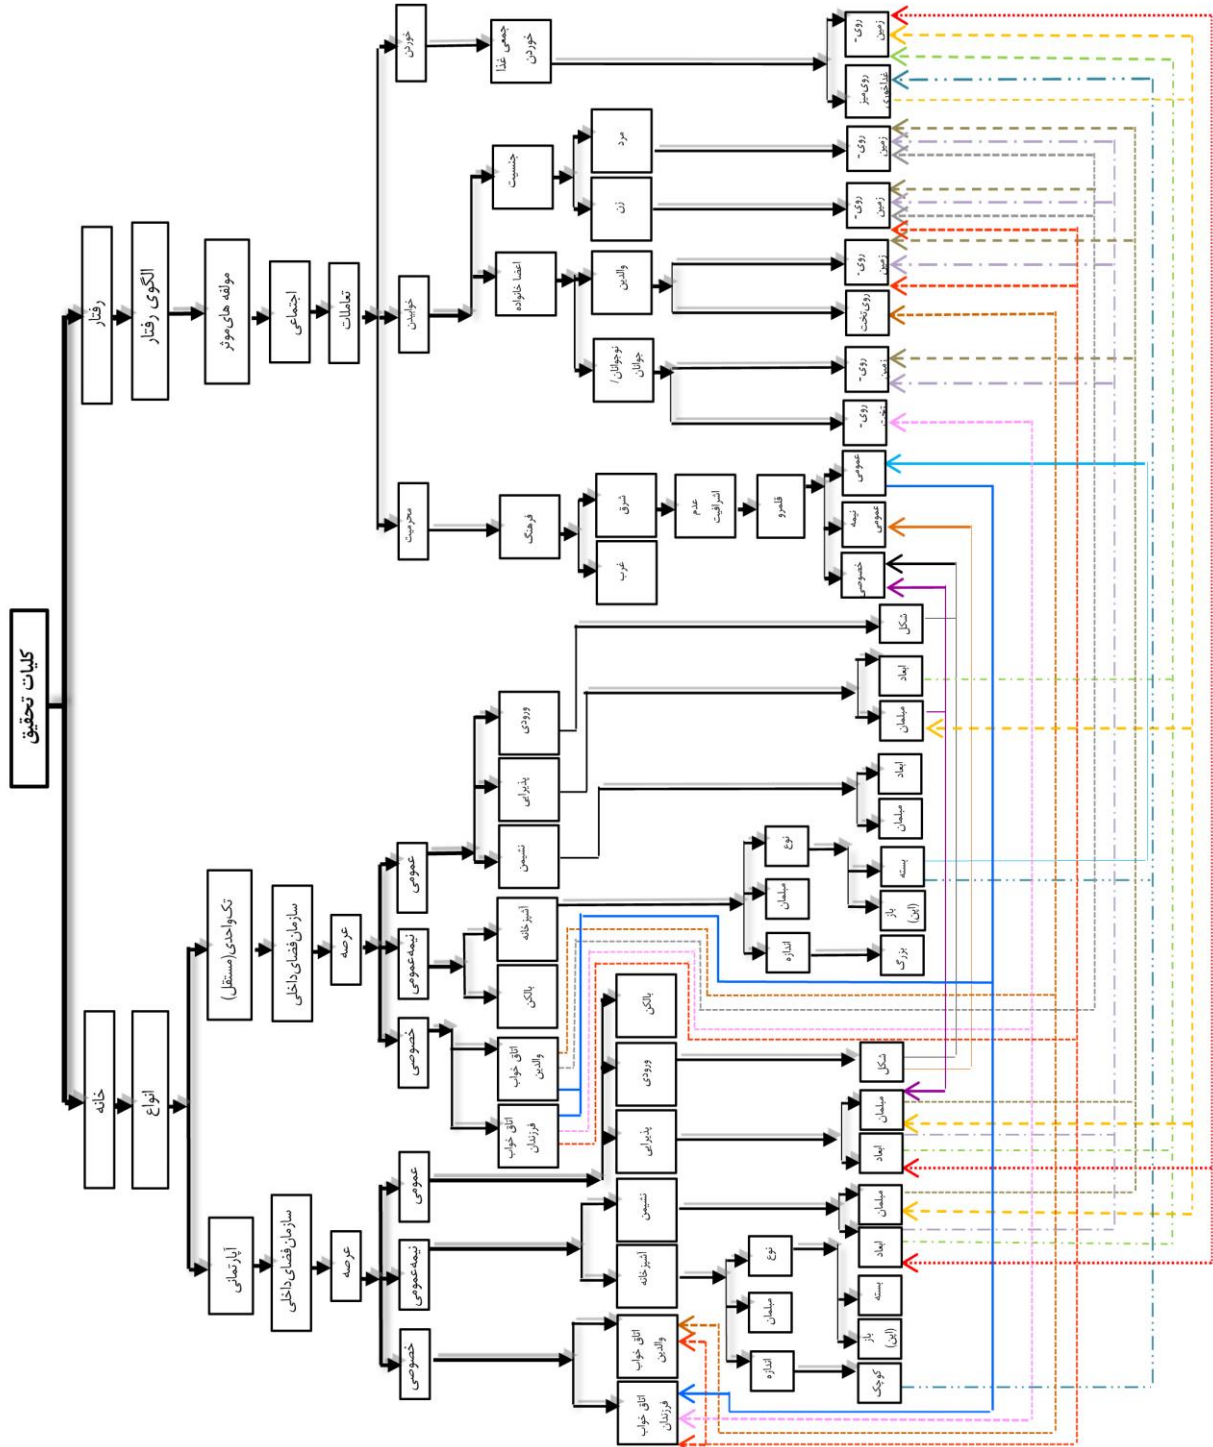 کلیات تحقیق
رفتار
الگوی رفتار
مولفه های موثر
اجتماعی
تعاملات
خوردن
خوردن
جمعی غذا
روی
زمین
روی میز
غذاخوری
خوابیدن
جنسیت
مرد
روی
زمین
زن
روی
زمین
اعضا خانواده
والدین
روی
زمین
روی تخت
نوجوانان/
جوانان
روی
زمین
روی
تخت
محرمیت
فرهنگ
شرق
عدم
اشرافیت
قلمرو
عمومی
نیمه
عمومی
خصوصی
غرب
خانه
انواع
تک‌واحدی(مستقل)
سازمان فضای داخلی
عرصه
عمومی
ورودی
شکل
پذیرایی
ابعاد
مبلمان
نشیمن
ابعاد
مبلمان
نیمه عمومی
آشپزخانه
نوع
بسته
باز
(اپن)
مبلمان
اندازه
بزرگ
بالکن
خصوصی
اتاق خواب
والدین
اتاق خواب
فرزندان
آپارتمانی
سازمان فضای داخلی
عرصه
عمومی
بالکن
ورودی
شکل
پذیرایی
مبلمان
ابعاد
نیمه عمومی
نشیمن
مبلمان
ابعاد
آشپزخانه
نوع
بسته
باز
(اپن)
مبلمان
اندازه
کوچک
خصوصی
اتاق خواب
والدین
اتاق خواب
فرزندان